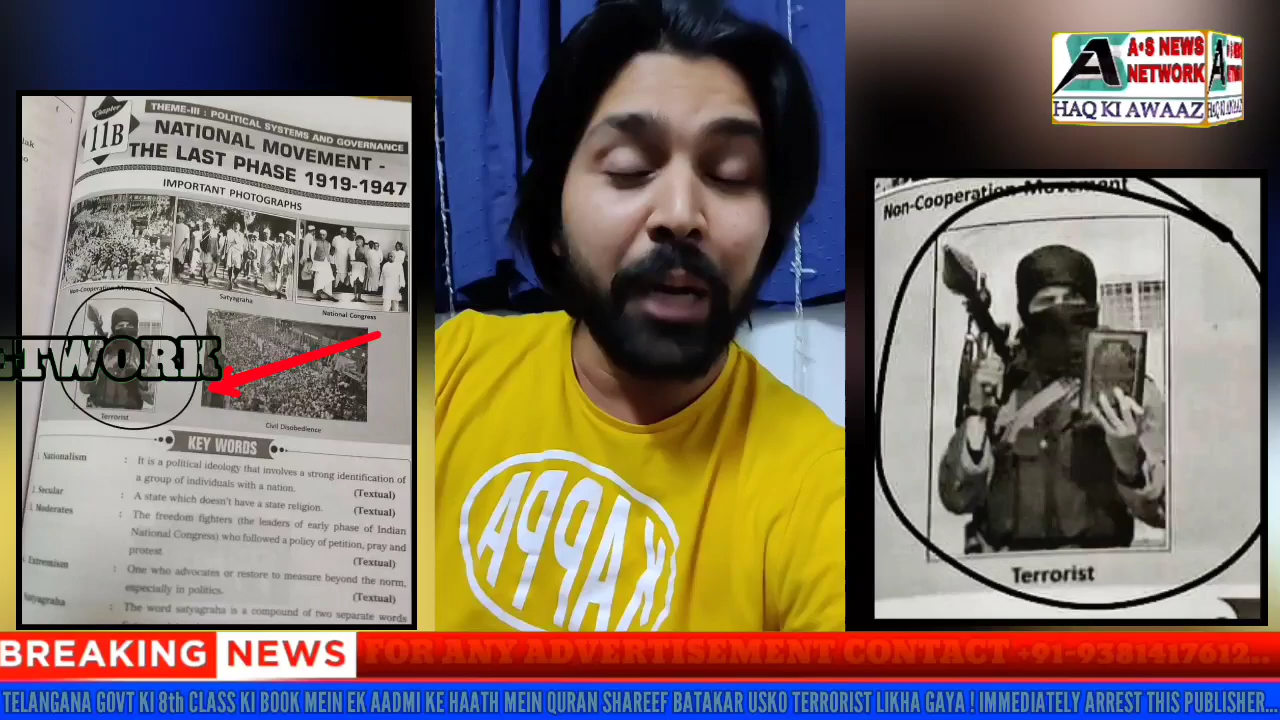 A•S NEWS
NETWORK
HAQ KI AWAAZ
Chapter
11B
THEME-III : POLITICAL SYSTEMS AND GOVERNANCE
NATIONAL MOVEMENT -
THE LAST PHASE 1919-1947
IMPORTANT PHOTOGRAPHS
Non-Cooperation Movement
Satyagraha
National Congress
ETWORK
Terrorist
Civil Disobedience
KEY WORDS
Nationalism : It is a political ideology that involves a strong identification of
a group of individuals with a nation. (Textual)
Secular : A state which doesn't have a state religion. (Textual)
Moderates : The freedom fighters (the leaders of early phase of Indian
National Congress) who followed a policy of petition, pray and
protest. (Textual)
Extremism : One who advocates or restore to measure beyond the norm,
especially in politics. (Textual)
Satyagraha : The word satyagraha is a compound of two separate words
KAPPA
Non-Cooperation Movement
Terrorist
BREAKING NEWS
FOR ANY ADVERTISEMENT CONTACT +91-9381417612..
TELANGANA GOVT KI 8th CLASS KI BOOK MEIN EK AADMI KE HAATH MEIN QURAN SHAREEF BATAKAR USKO TERRORIST LIKHA GAYA ! IMMEDIATELY ARREST THIS PUBLISHER...